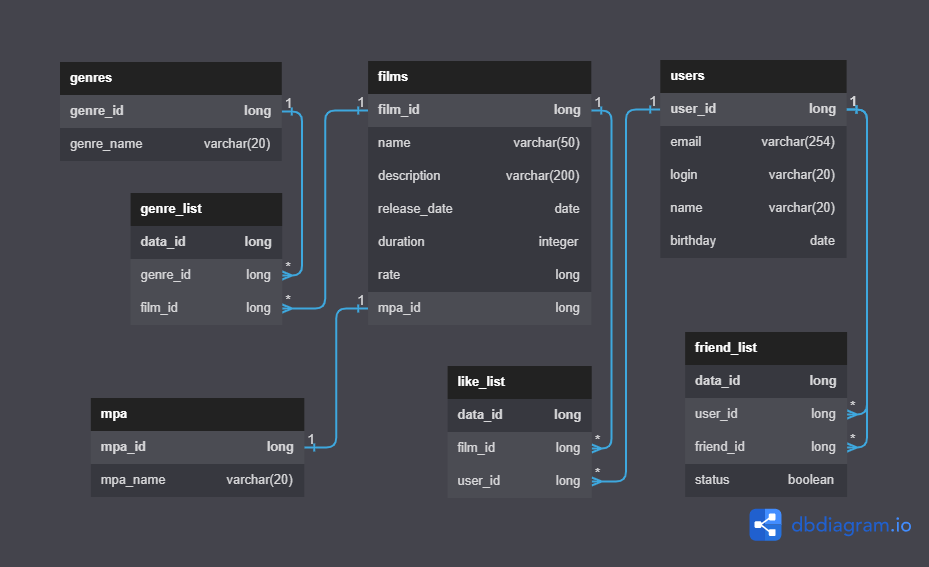 genres
genre_id long
genre_name varchar(20)
1
genre_list
data_id long
genre_id long
film_id long
*
*
films
film_id long
name varchar(50)
description varchar(200)
release_date date
duration integer
rate long
mpa_id long
1
1
1
mpa
mpa_id long
mpa_name varchar(20)
1
like_list
data_id long
film_id long
user_id long
*
*
users
user_id long
email varchar(254)
login varchar(20)
name varchar(20)
birthday date
1
1
friend_list
data_id long
user_id long
friend_id long
status boolean
*
*
dbdiagram.io